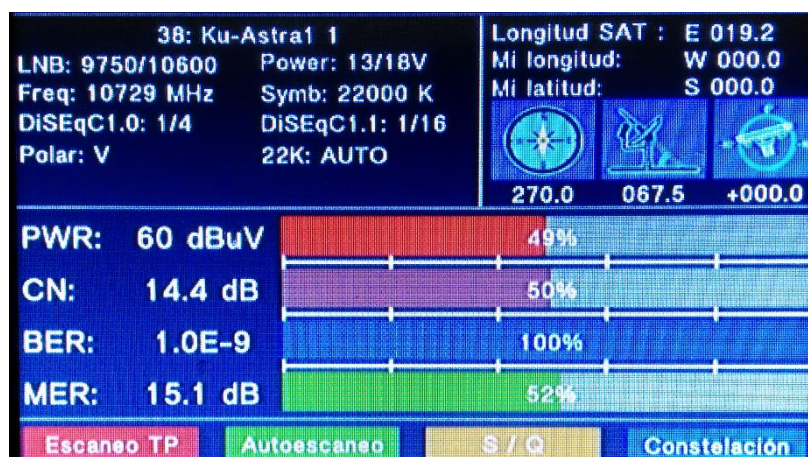 38: Ku-Astra1 1
LNB: 9750/10600 Power: 13/18V
Freq: 10729 MHz Symb: 22000 K
DiSEqC1.0: 1/4 DiSEqC1.1: 1/16
Polar: V 22K: AUTO
Longitud SAT : E 019.2
Mi longitud: W 000.0
Mi latitud: S 000.0
270.0 067.5 +000.0
PWR: 60 dBuV 49%
CN: 14.4 dB 50%
BER: 1.0E-9 100%
MER: 15.1 dB 52%
Escaneo TP Autoescaneo S / Q Constelación